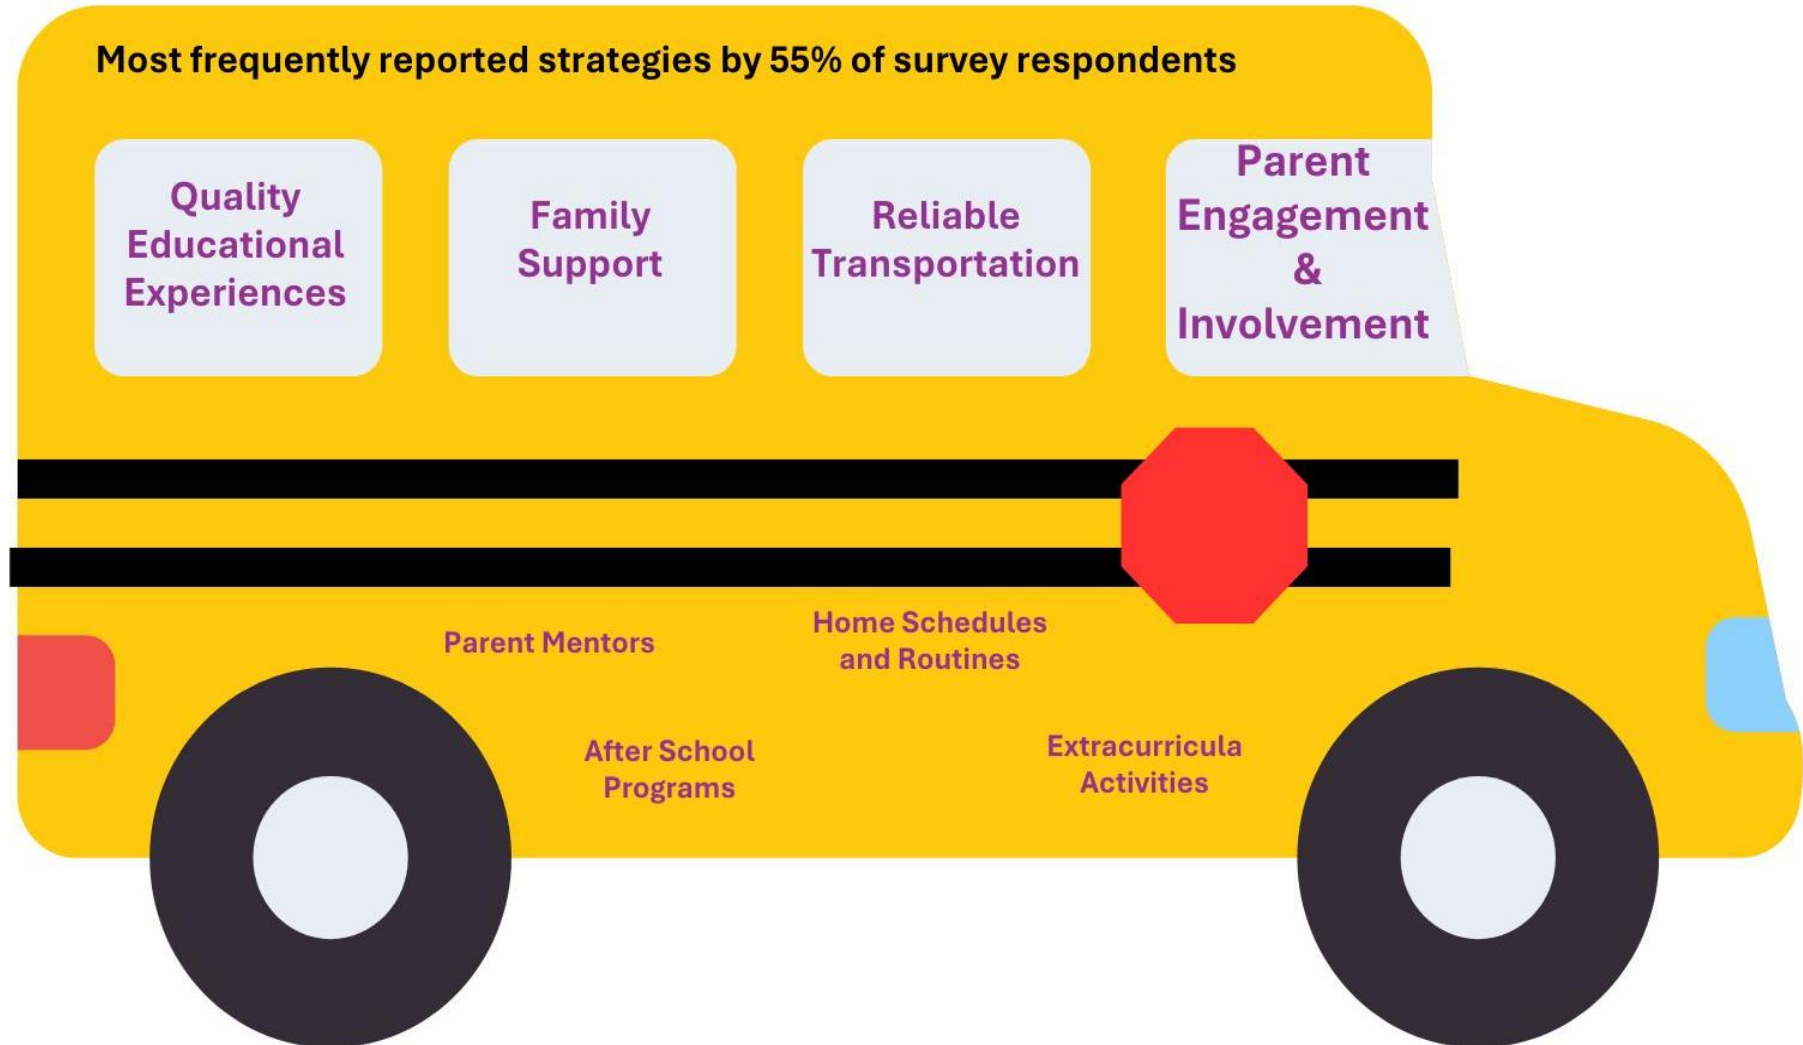 Most frequently reported strategies by 55% of survey respondents
Quality
Educational
Experiences
Family
Support
Reliable
Transportation
Parent
Engagement
&
Involvement
Parent Mentors
Home Schedules
and Routines
After School
Programs
Extracurricula
Activities